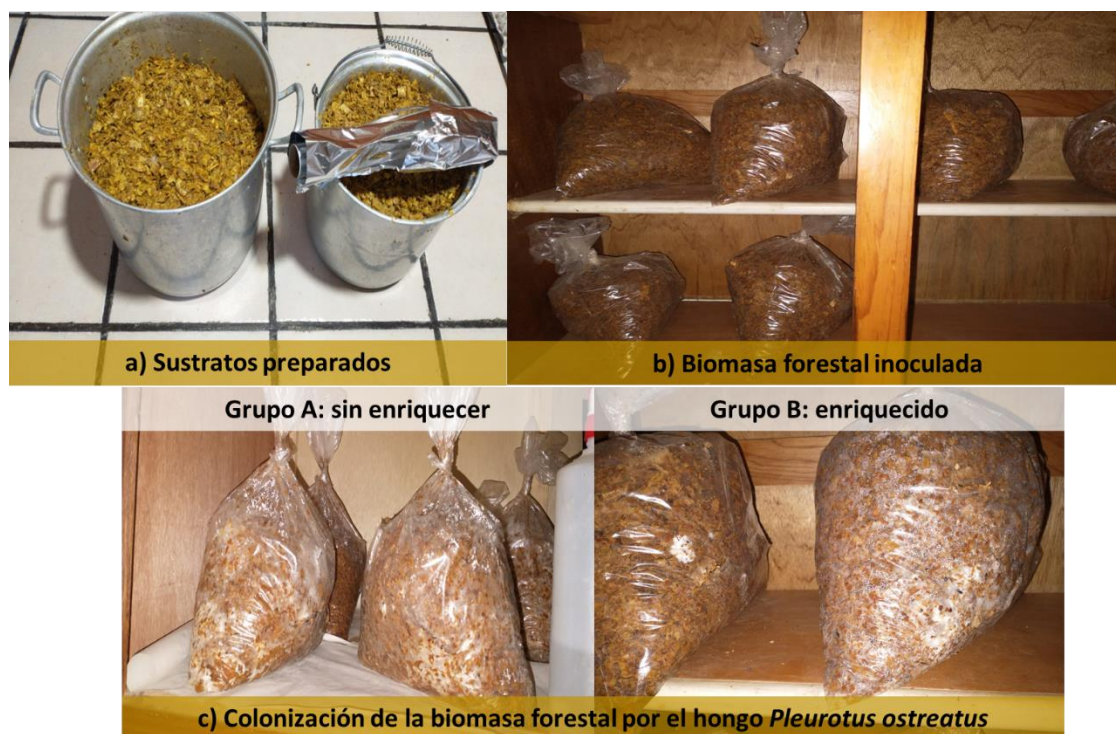 a) Sustratos preparados
b) Biomasa forestal inoculada
Grupo A: sin enriquecer
Grupo B: enriquecido
c) Colonización de la biomasa forestal por el hongo Pleurotus ostreatus